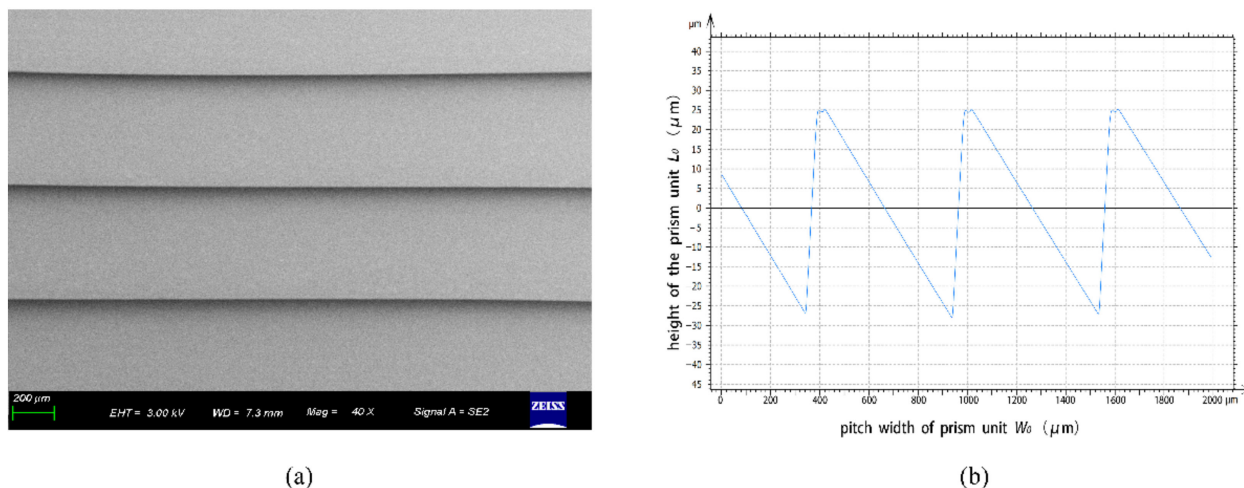 200 μm
EHT = 3.00 kV WD = 7.3 mm Mag = 40 X Signal A = SE2
ZEISS
(a)
μm
40
35
30
25
20
15
10
5
0
-5
-10
-15
-20
-25
-30
-35
-40
45
height of the prism unit L₀ (μm)
0 200 400 600 800 1000 1200 1400 1600 1800 2000 μm
pitch width of prism unit W₀ (μm)
(b)